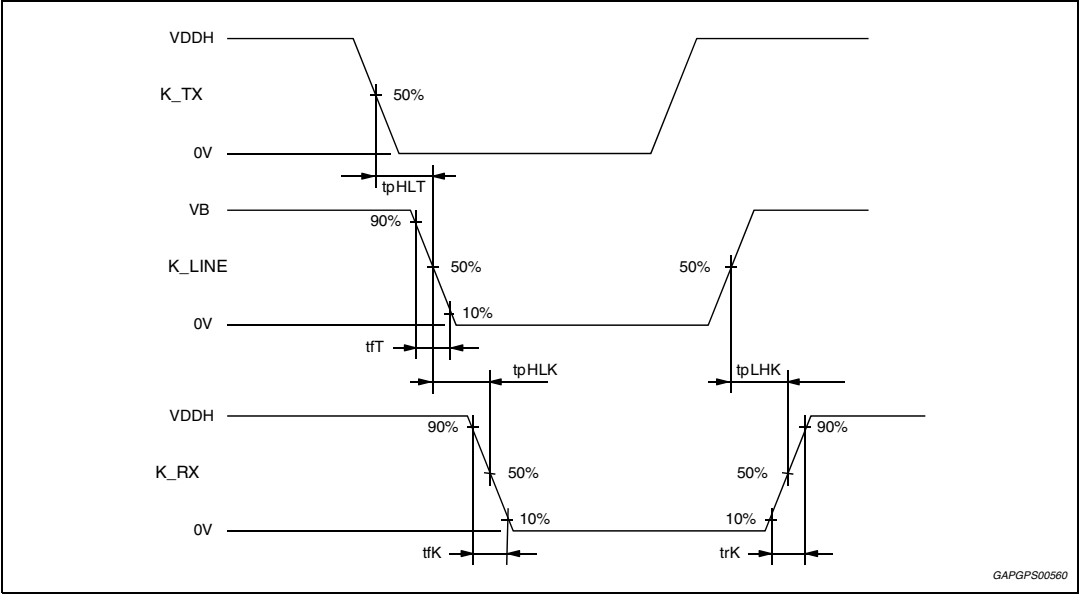 VDDH
K_TX
50%
0V
tpHLT
VB
90%
K_LINE
50%
50%
10%
0V
tfT
tpHLK
tpLHK
VDDH
90%
90%
K_RX
50%
50%
10%
10%
0V
tfK
trK
GAPGPS00560